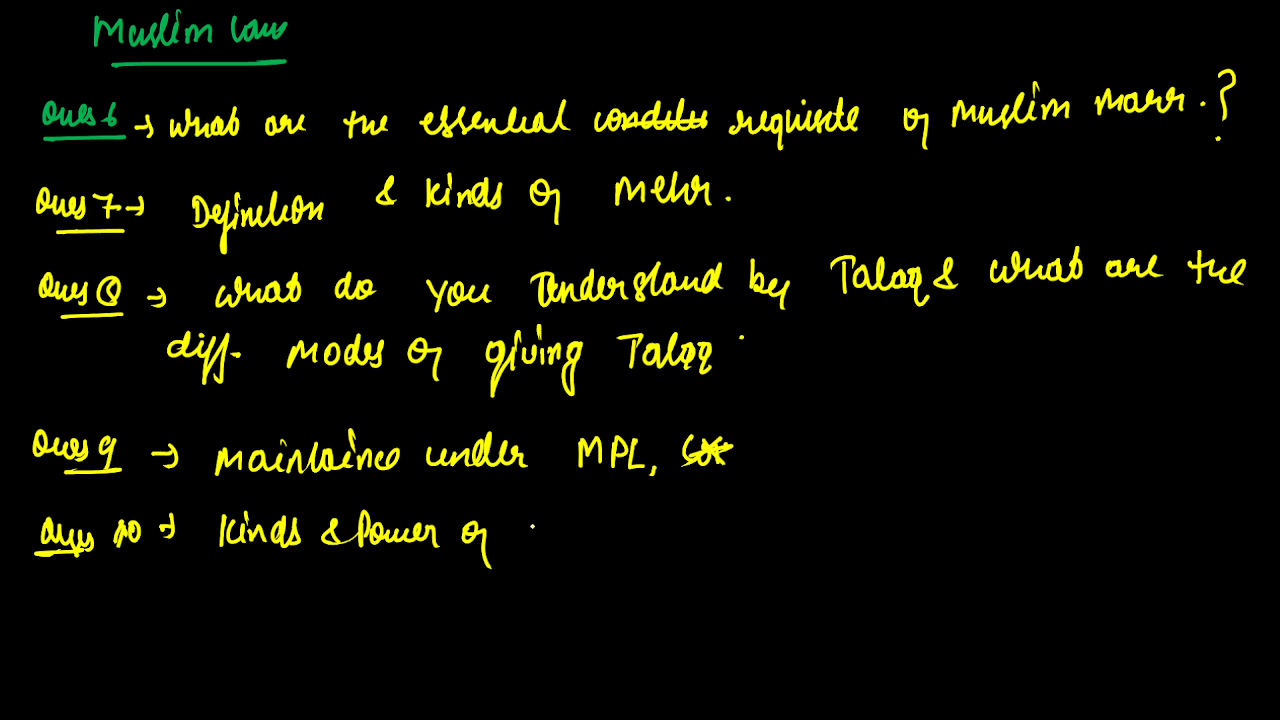 Muslim Law
Ques 6 → What are the essential requisite of Muslim Marr.?
Ques 7 → Definition & Kinds of Mehr.
Ques 8 → What do you understand by Talaq & what are the
diff. Modes of giving Talaq.
Ques 9 → Maintaince under MPL,
Ques 10 → Kinds & Power of